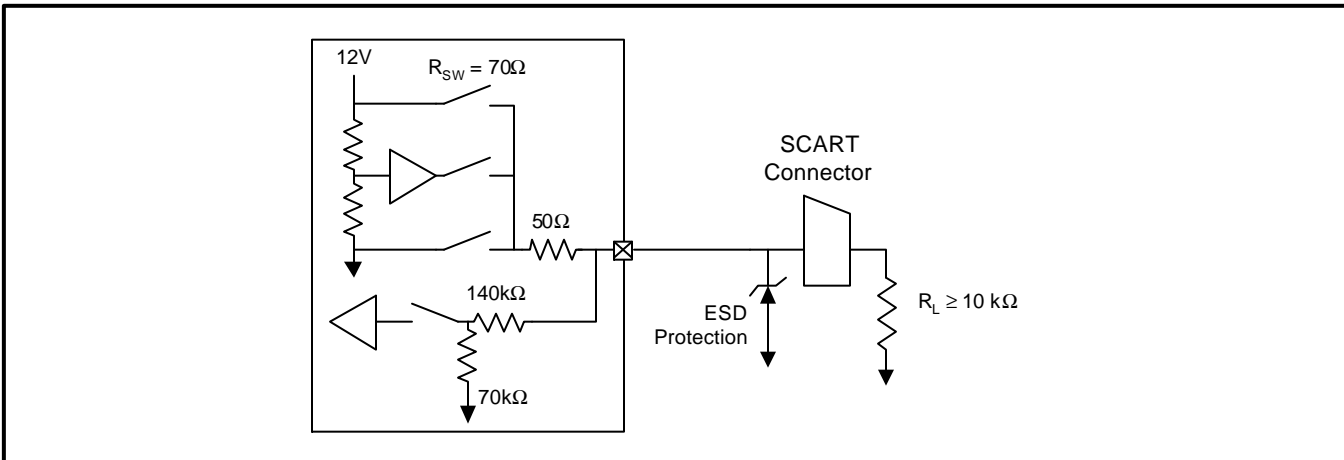 12V
R_SW = 70Ω
SCART
Connector
50Ω
140kΩ
ESD
Protection
R_L ≥ 10 kΩ
70kΩ